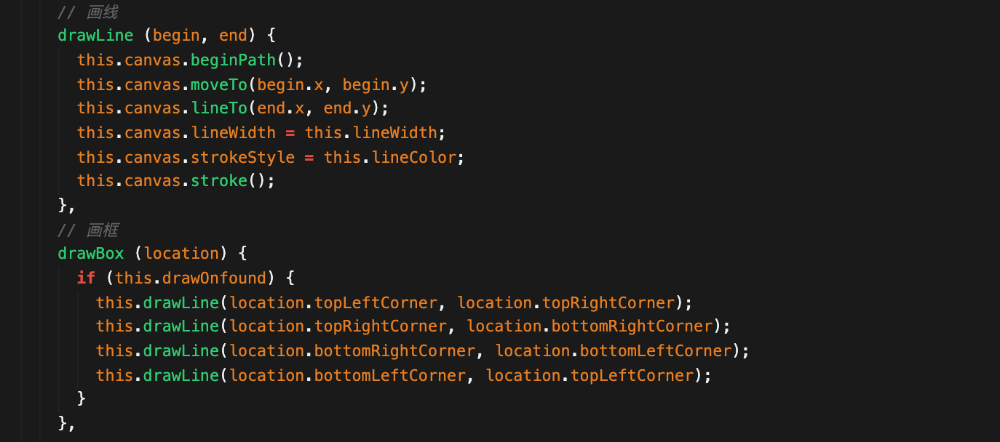 // 画线
drawLine (begin, end) {
  this.canvas.beginPath();
  this.canvas.moveTo(begin.x, begin.y);
  this.canvas.lineTo(end.x, end.y);
  this.canvas.lineWidth = this.lineWidth;
  this.canvas.strokeStyle = this.lineColor;
  this.canvas.stroke();
},
// 画框
drawBox (location) {
  if (this.drawOnfound) {
    this.drawLine(location.topLeftCorner, location.topRightCorner);
    this.drawLine(location.topRightCorner, location.bottomRightCorner);
    this.drawLine(location.bottomRightCorner, location.bottomLeftCorner);
    this.drawLine(location.bottomLeftCorner, location.topLeftCorner);
  }
},